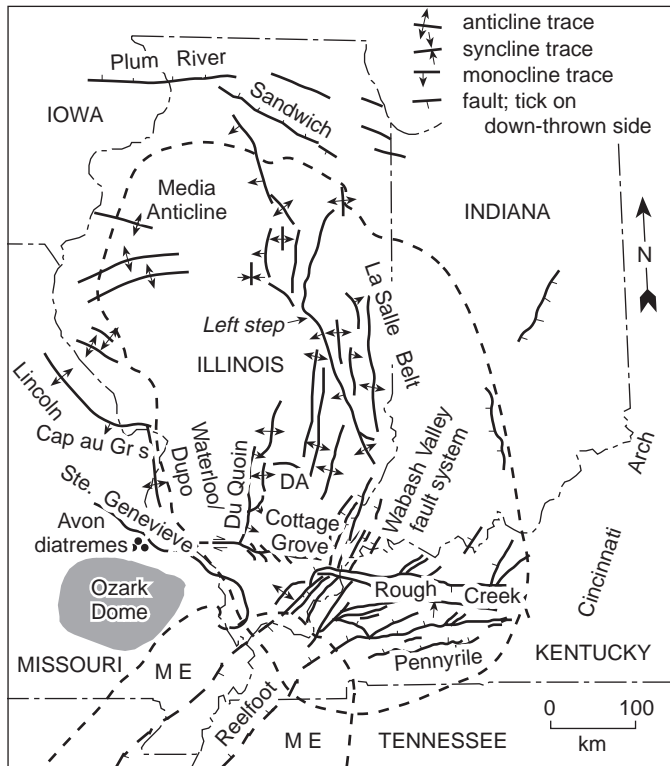 anticline trace
syncline trace
monocline trace
fault; tick on
down-thrown side
Plum River
Sandwich
IOWA
Media
Anticline
INDIANA
N
La Salle Belt
Left step
ILLINOIS
Lincoln
Cap au Gr s
Waterloo/
Dupo
Du Quoin
DA
Wabash Valley
fault system
Arch
Cincinnati
Ste. Genevieve
Avon
diatremes
Cottage
Grove
Ozark
Dome
Rough Creek
MISSOURI
M E
Pennyrile
KENTUCKY
Reelfoot
M E
TENNESSEE
0 100
km